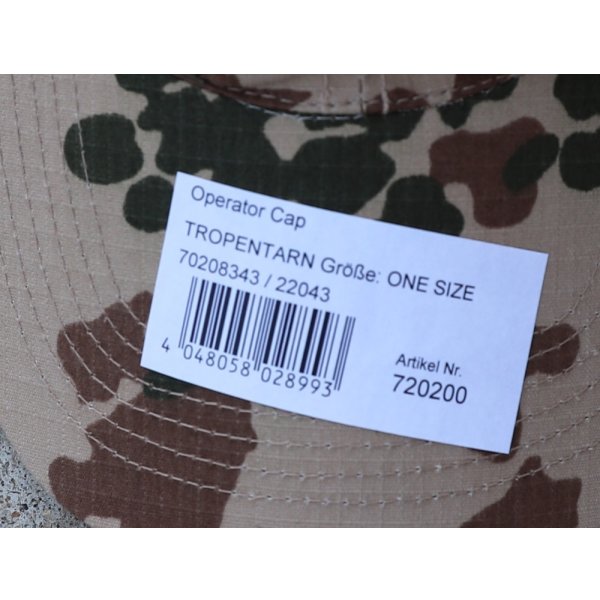 Operator Cap
TROPENTARN Größe: ONE SIZE
70208343 / 22043
4 048058 028993
Artikel Nr.
720200